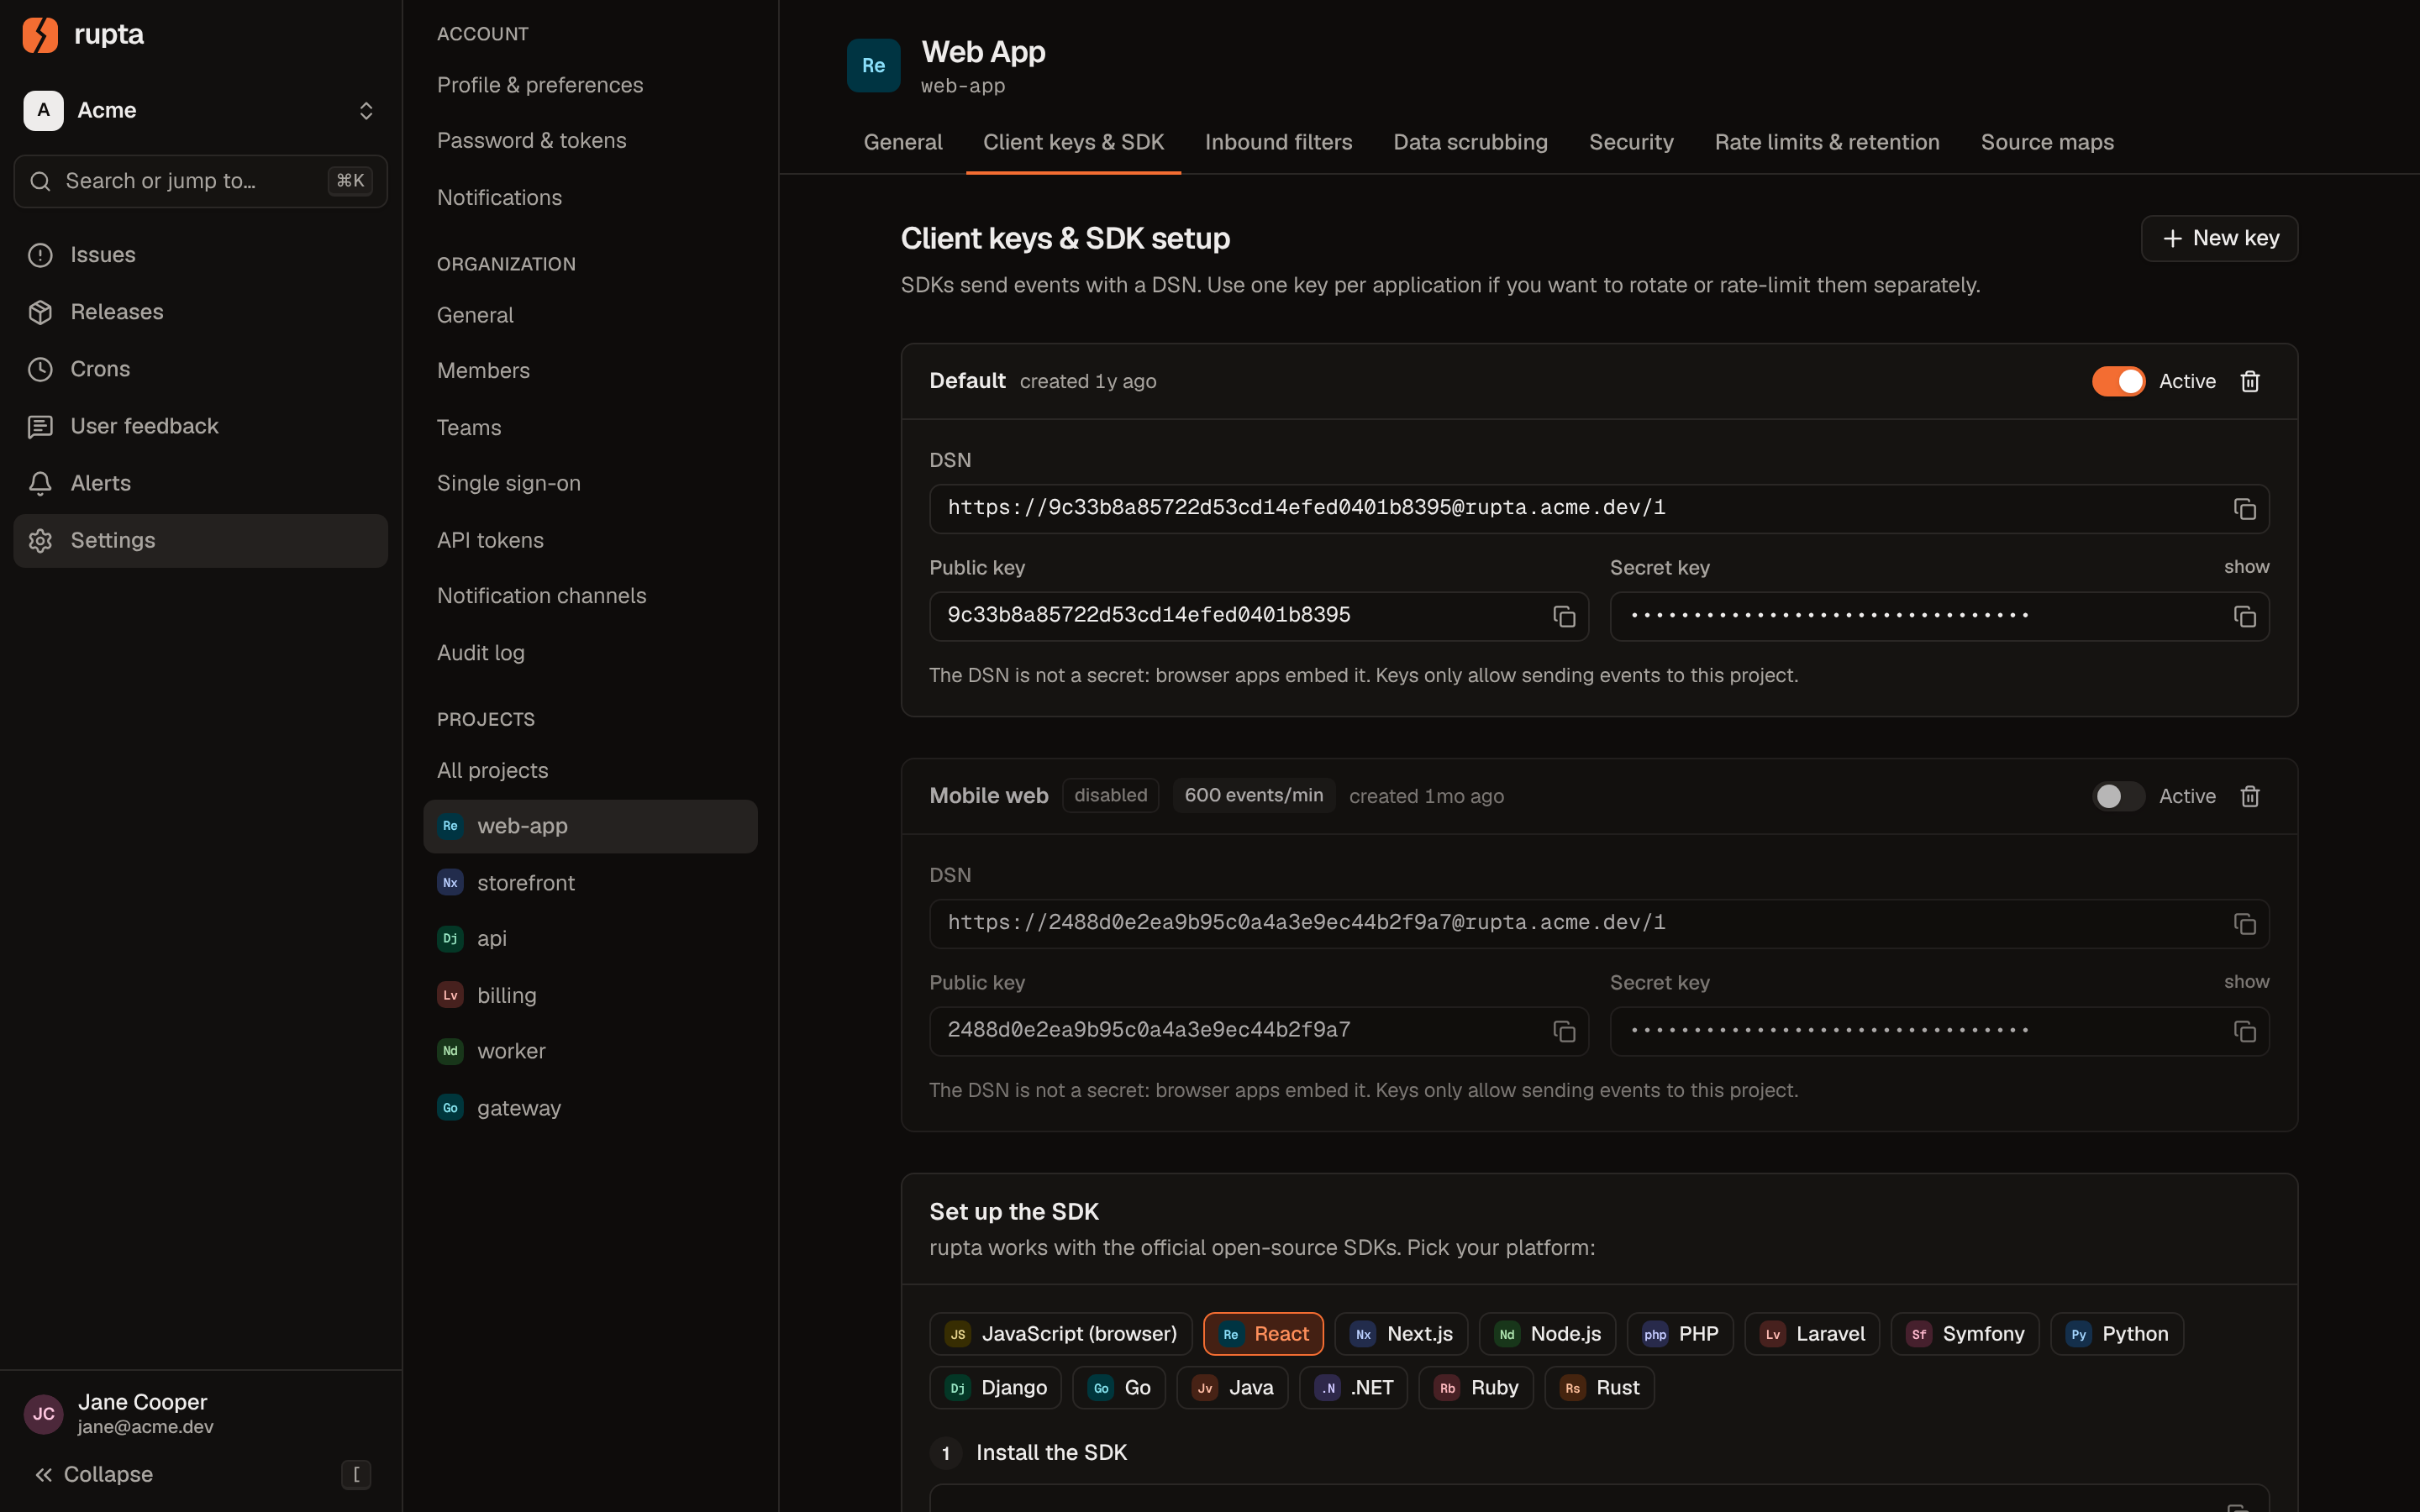 rupta
A Acme
Search or jump to… ⌘K
Issues
Releases
Crons
User feedback
Alerts
Settings
JC Jane Cooper
jane@acme.dev
Collapse [
ACCOUNT
Profile & preferences
Password & tokens
Notifications
ORGANIZATION
General
Members
Teams
Single sign-on
API tokens
Notification channels
Audit log
PROJECTS
All projects
Re web-app
Nx storefront
Dj api
Lv billing
Nd worker
Go gateway
Re Web App
web-app
General Client keys & SDK Inbound filters Data scrubbing Security Rate limits & retention Source maps
Client keys & SDK setup
New key
SDKs send events with a DSN. Use one key per application if you want to rotate or rate-limit them separately.
Default created 1y ago Active
DSN
https://9c33b8a85722d53cd14efed0401b8395@rupta.acme.dev/1
Public key Secret key show
9c33b8a85722d53cd14efed0401b8395 ••••••••••••••••••••••••••••••••
The DSN is not a secret: browser apps embed it. Keys only allow sending events to this project.
Mobile web disabled 600 events/min created 1mo ago Active
DSN
https://2488d0e2ea9b95c0a4a3e9ec44b2f9a7@rupta.acme.dev/1
Public key Secret key show
2488d0e2ea9b95c0a4a3e9ec44b2f9a7 ••••••••••••••••••••••••••••••••
The DSN is not a secret: browser apps embed it. Keys only allow sending events to this project.
Set up the SDK
rupta works with the official open-source SDKs. Pick your platform:
JS JavaScript (browser) Re React Nx Next.js Nd Node.js php PHP Lv Laravel Sf Symfony Py Python
Dj Django Go Go Jv Java .N .NET Rb Ruby Rs Rust
1 Install the SDK